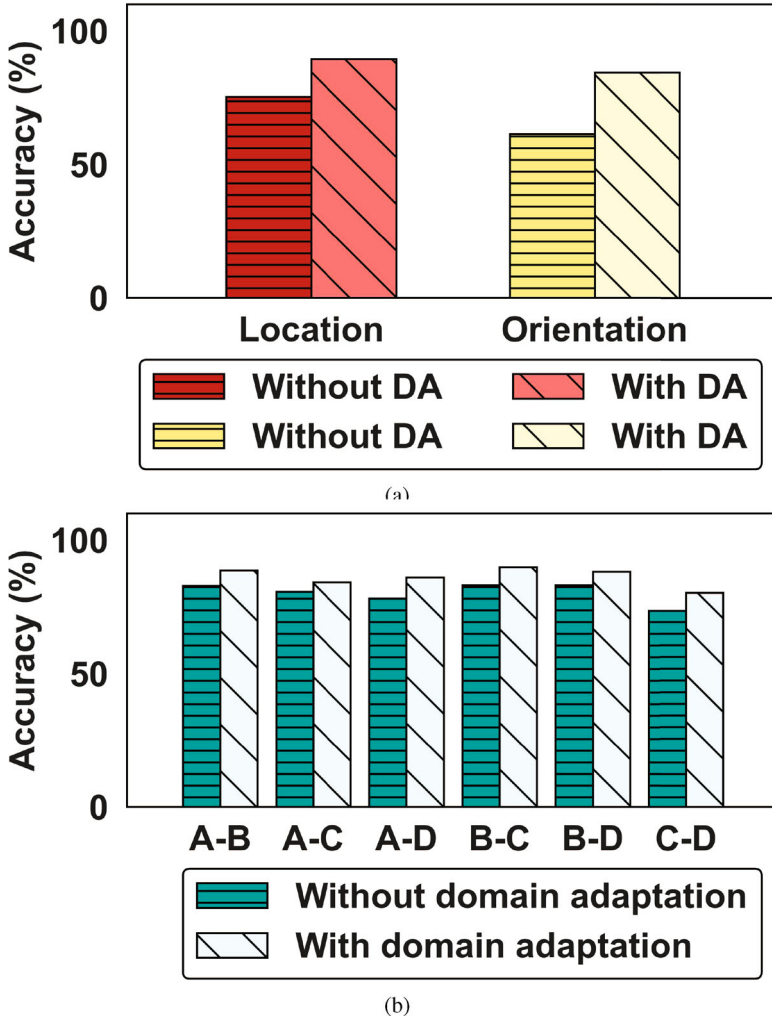 Accuracy (%)
100
50
0
Location Orientation
Without DA With DA
Without DA With DA
(a)
Accuracy (%)
100
50
0
A-B A-C A-D B-C B-D C-D
Without domain adaptation
With domain adaptation
(b)